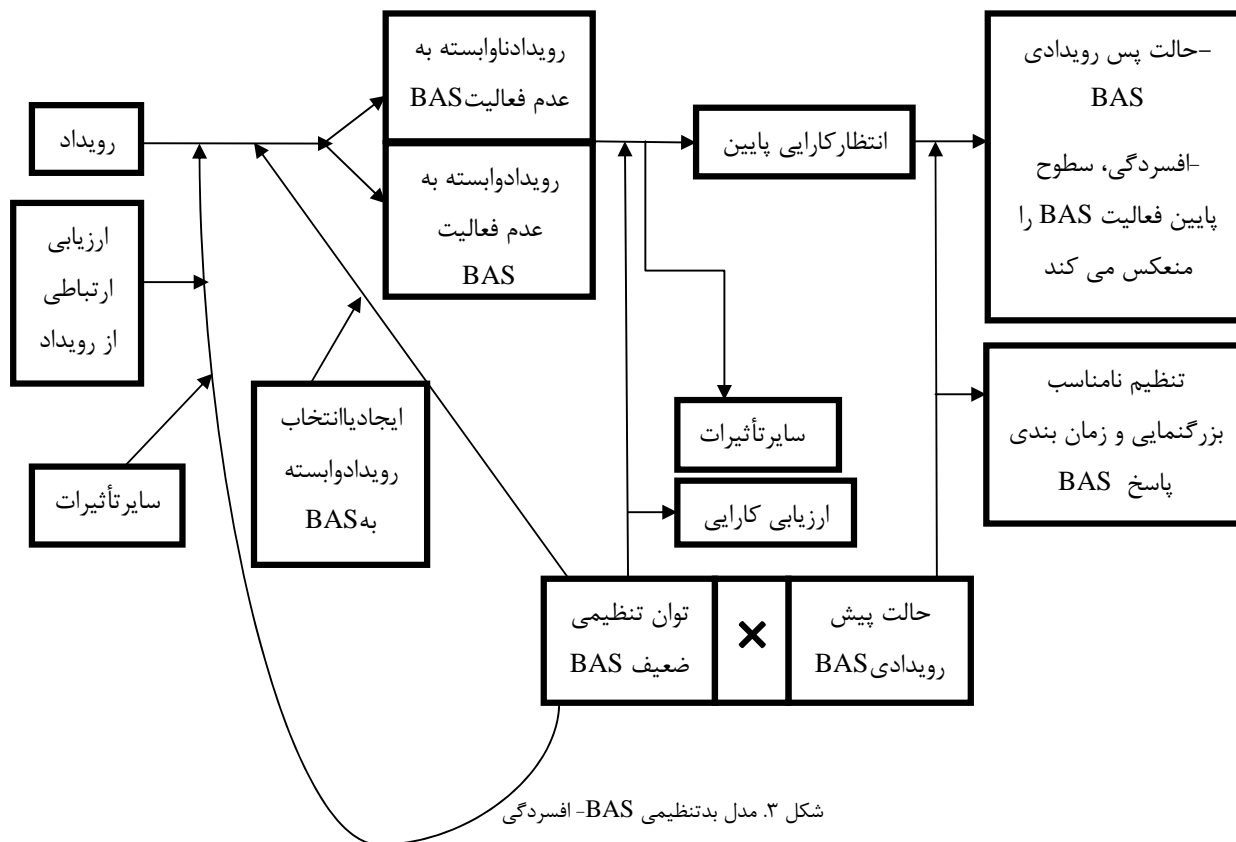 رویداد
ارزیابی
ارتباطی
از رویداد
سایرتأثیرات
رویدادناوابسته به
عدم فعالیتBAS
رویدادوابسته به
عدم فعالیت
BAS
ایجادیاانتخاب
رویدادوابسته
بهBAS
انتظارکارایی پایین
سایرتأثیرات
ارزیابی کارایی
توان تنظیمی
ضعیف BAS
×
حالت پیش
رویدادیBAS
-حالت پس رویدادی
BAS
-افسردگی، سطوح
پایین فعالیت BAS را
منعکس می کند
تنظیم نامناسب
بزرگنمایی و زمان بندی
پاسخ BAS
شکل ۳. مدل بدتنظیمی BAS- افسردگی